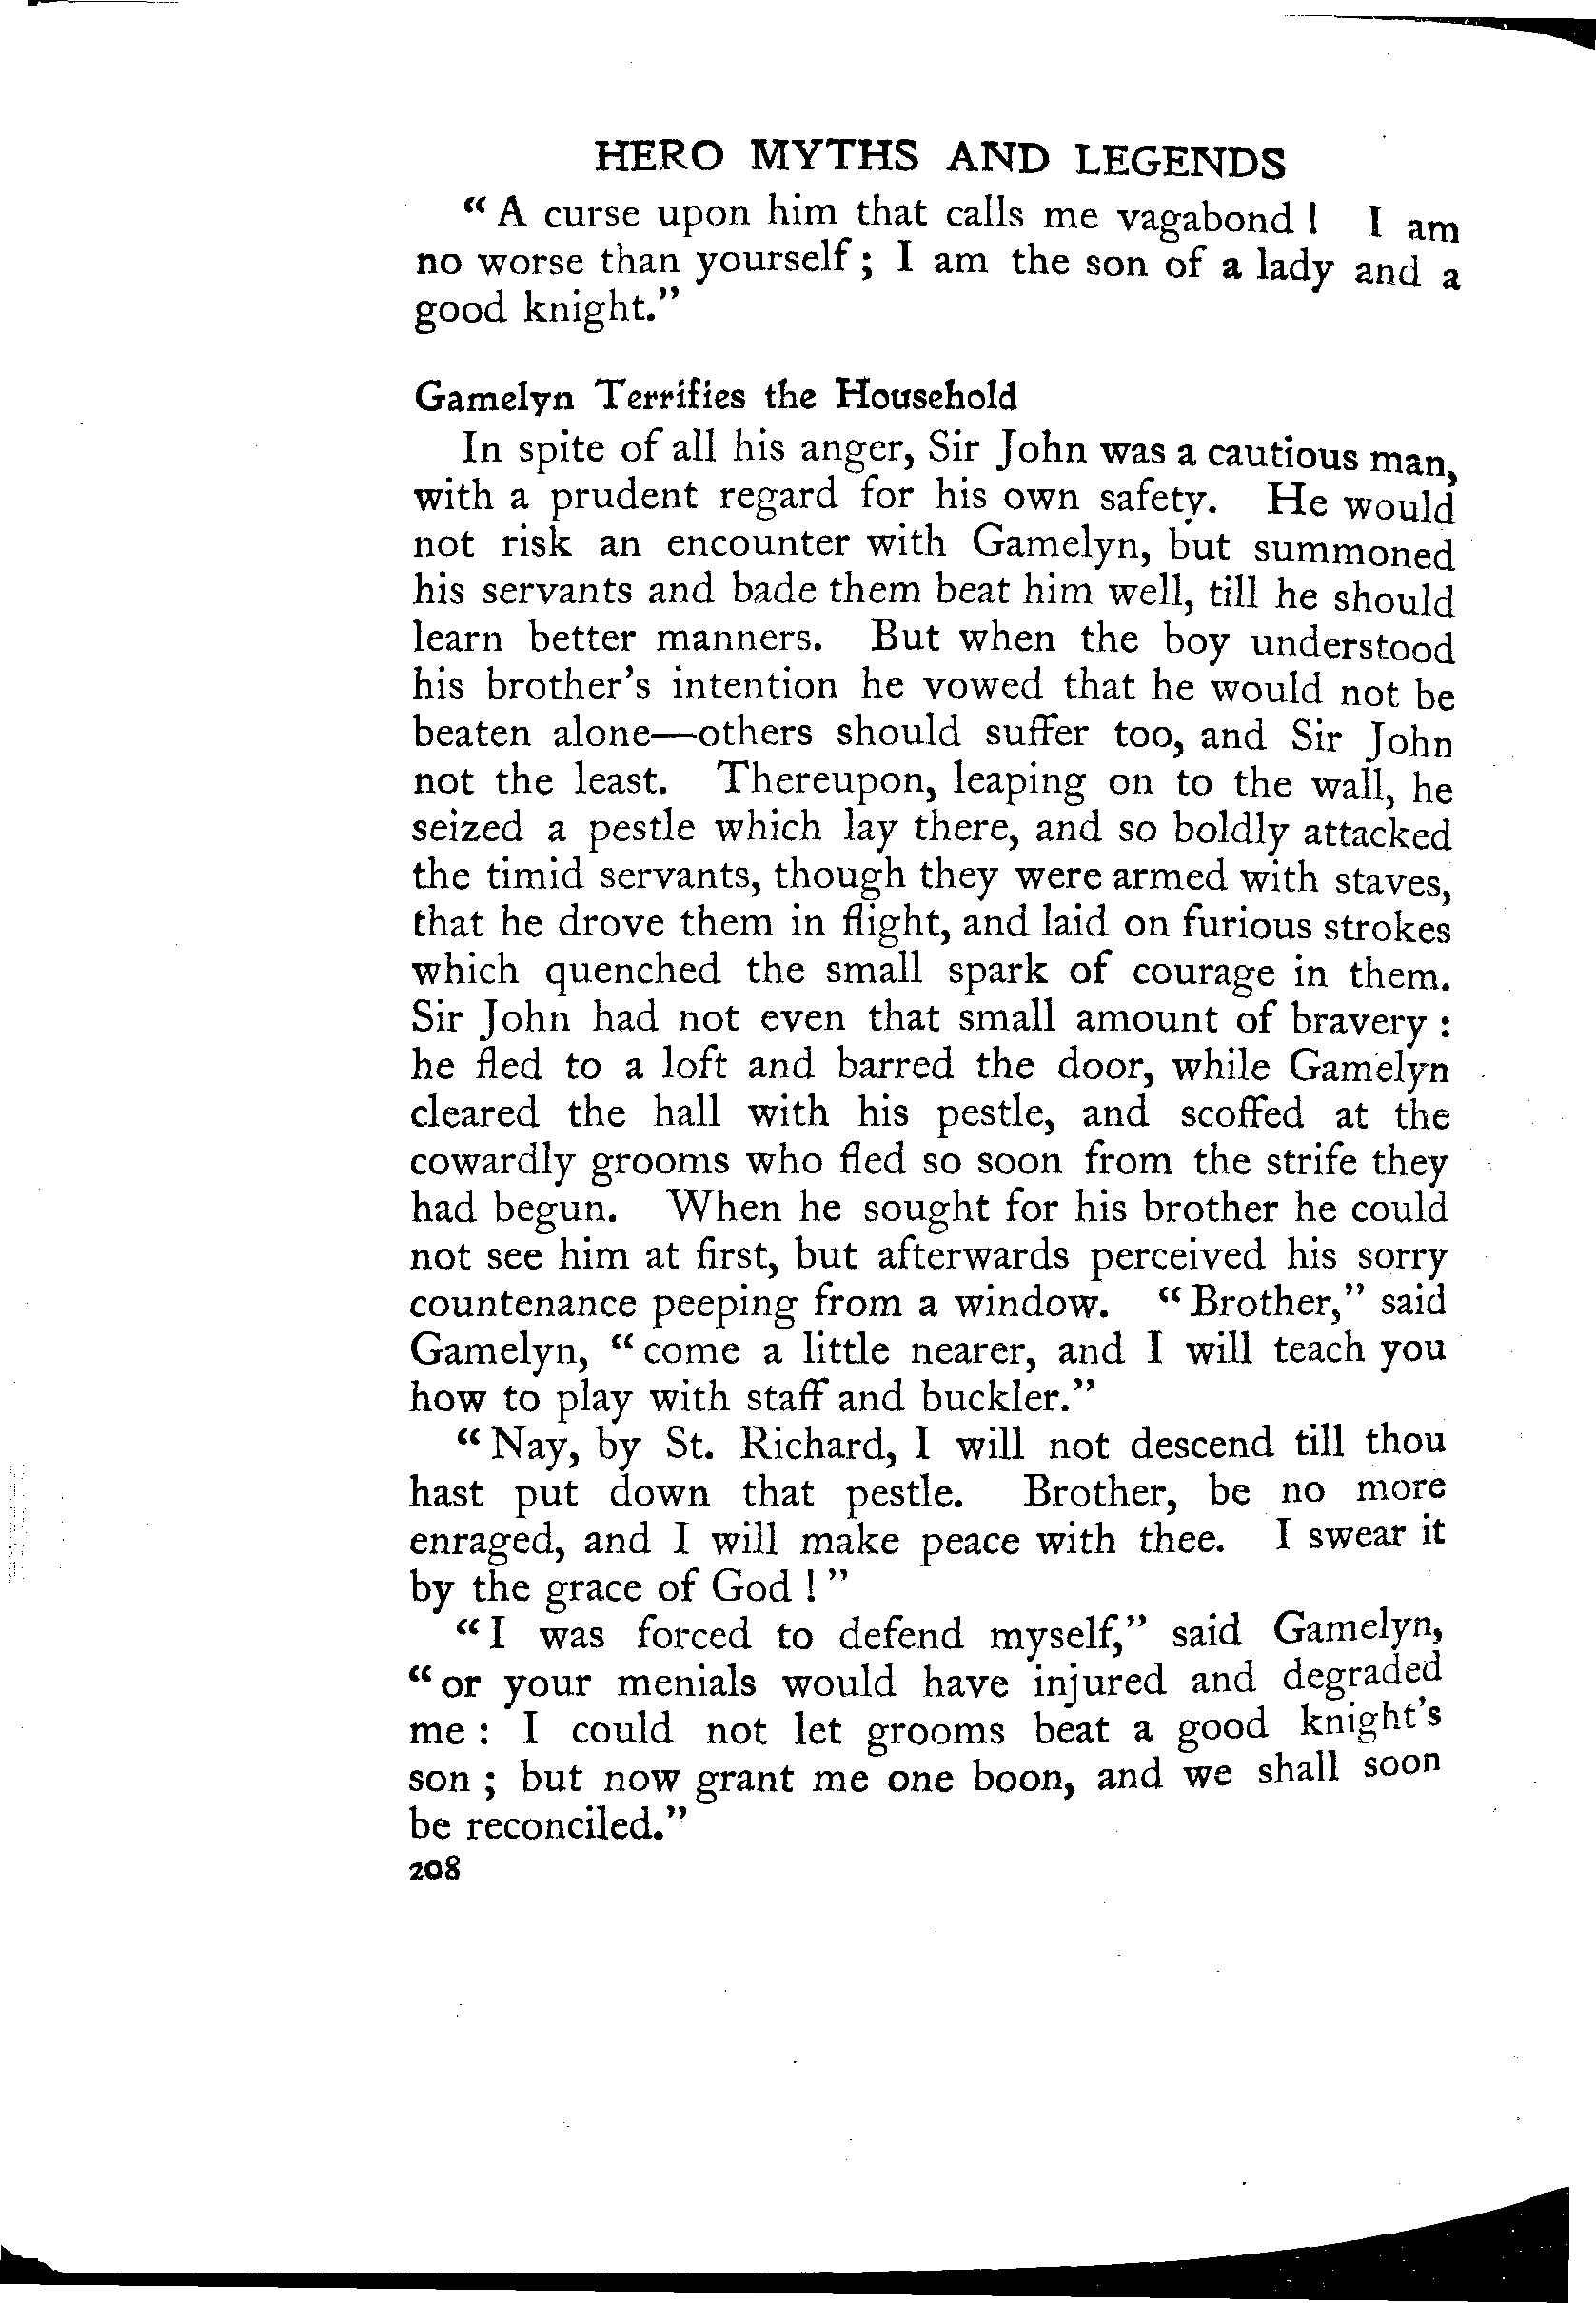 HERO MYTHS AND LEGENDS
“A curse upon him that calls me vagabond! I am
no worse than yourself; I am the son of a lady and a
good knight.”
Gamelyn Terrifies the Household
In spite of all his anger, Sir John was a cautious man,
with a prudent regard for his own safety. He would
not risk an encounter with Gamelyn, but summoned
his servants and bade them beat him well, till he should
learn better manners. But when the boy understood
his brother’s intention he vowed that he would not be
beaten alone—others should suffer too, and Sir John
not the least. Thereupon, leaping on to the wall, he
seized a pestle which lay there, and so boldly attacked
the timid servants, though they were armed with staves,
that he drove them in flight, and laid on furious strokes
which quenched the small spark of courage in them.
Sir John had not even that small amount of bravery:
he fled to a loft and barred the door, while Gamelyn
cleared the hall with his pestle, and scoffed at the
cowardly grooms who fled so soon from the strife they
had begun. When he sought for his brother he could
not see him at first, but afterwards perceived his sorry
countenance peeping from a window. “Brother,” said
Gamelyn, “come a little nearer, and I will teach you
how to play with staff and buckler.”
“Nay, by St. Richard, I will not descend till thou
hast put down that pestle. Brother, be no more
enraged, and I will make peace with thee. I swear it
by the grace of God!”
“I was forced to defend myself,” said Gamelyn,
“or your menials would have injured and degraded
me: I could not let grooms beat a good knight’s
son; but now grant me one boon, and we shall soon
be reconciled.”
208